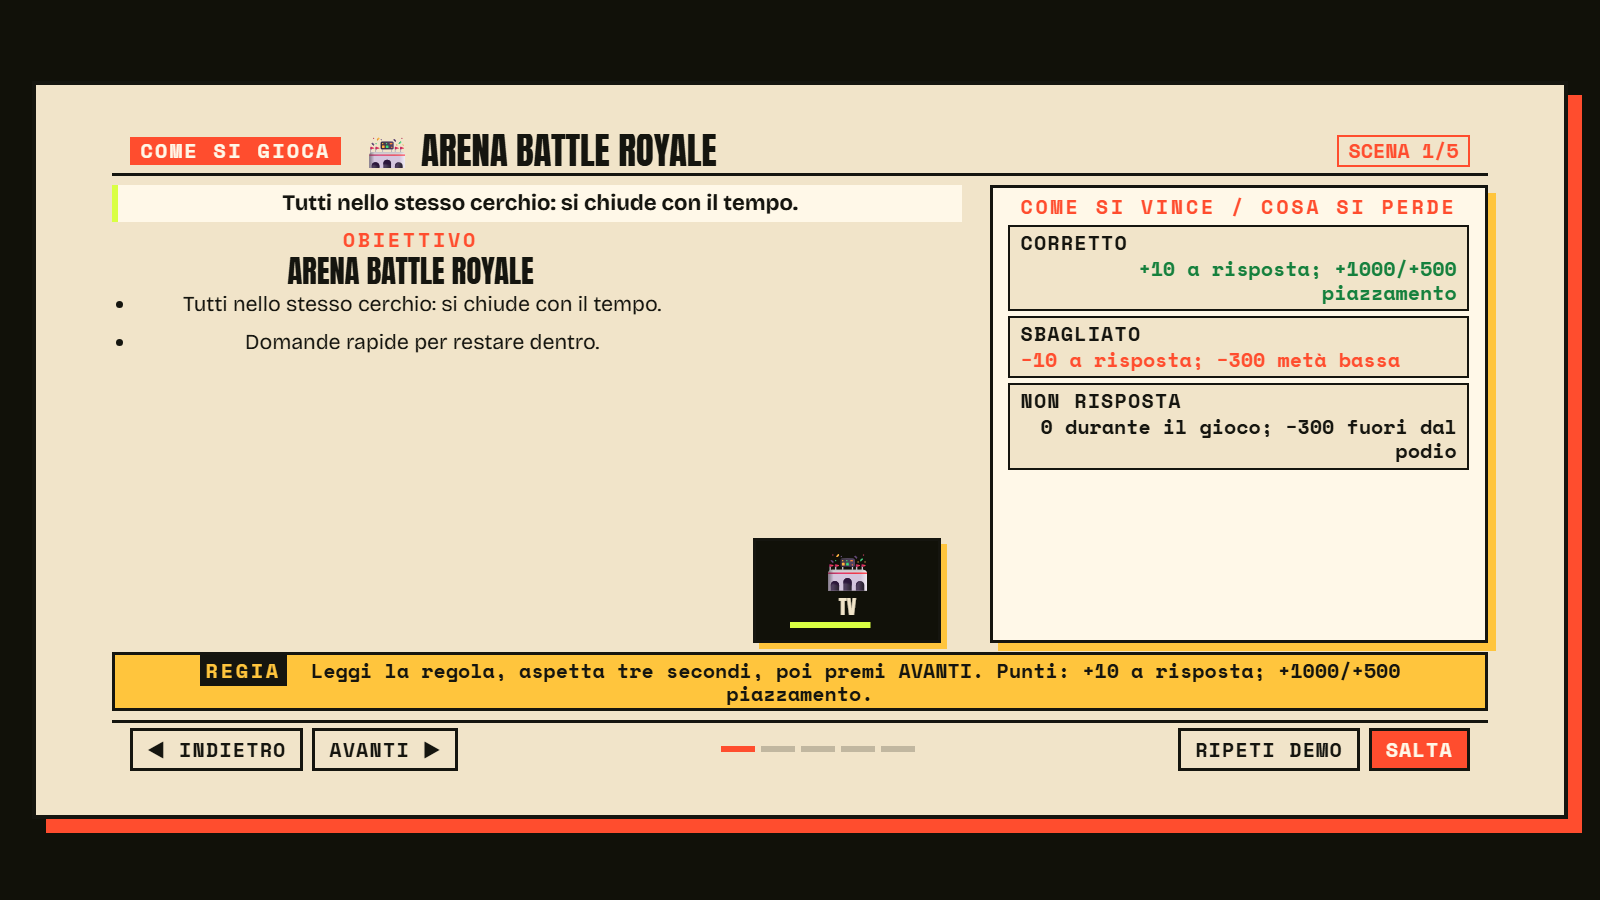 COME SI GIOCA
ARENA BATTLE ROYALE
SCENA 1/5
Tutti nello stesso cerchio: si chiude con il tempo.
OBIETTIVO
ARENA BATTLE ROYALE
• Tutti nello stesso cerchio: si chiude con il tempo.
• Domande rapide per restare dentro.
TV
COME SI VINCE / COSA SI PERDE
CORRETTO
+10 a risposta; +1000/+500
piazzamento
SBAGLIATO
-10 a risposta; -300 metà bassa
NON RISPOSTA
0 durante il gioco; -300 fuori dal
podio
REGIA Leggi la regola, aspetta tre secondi, poi premi AVANTI. Punti: +10 a risposta; +1000/+500
piazzamento.
◀ INDIETRO
AVANTI ▶
RIPETI DEMO
SALTA